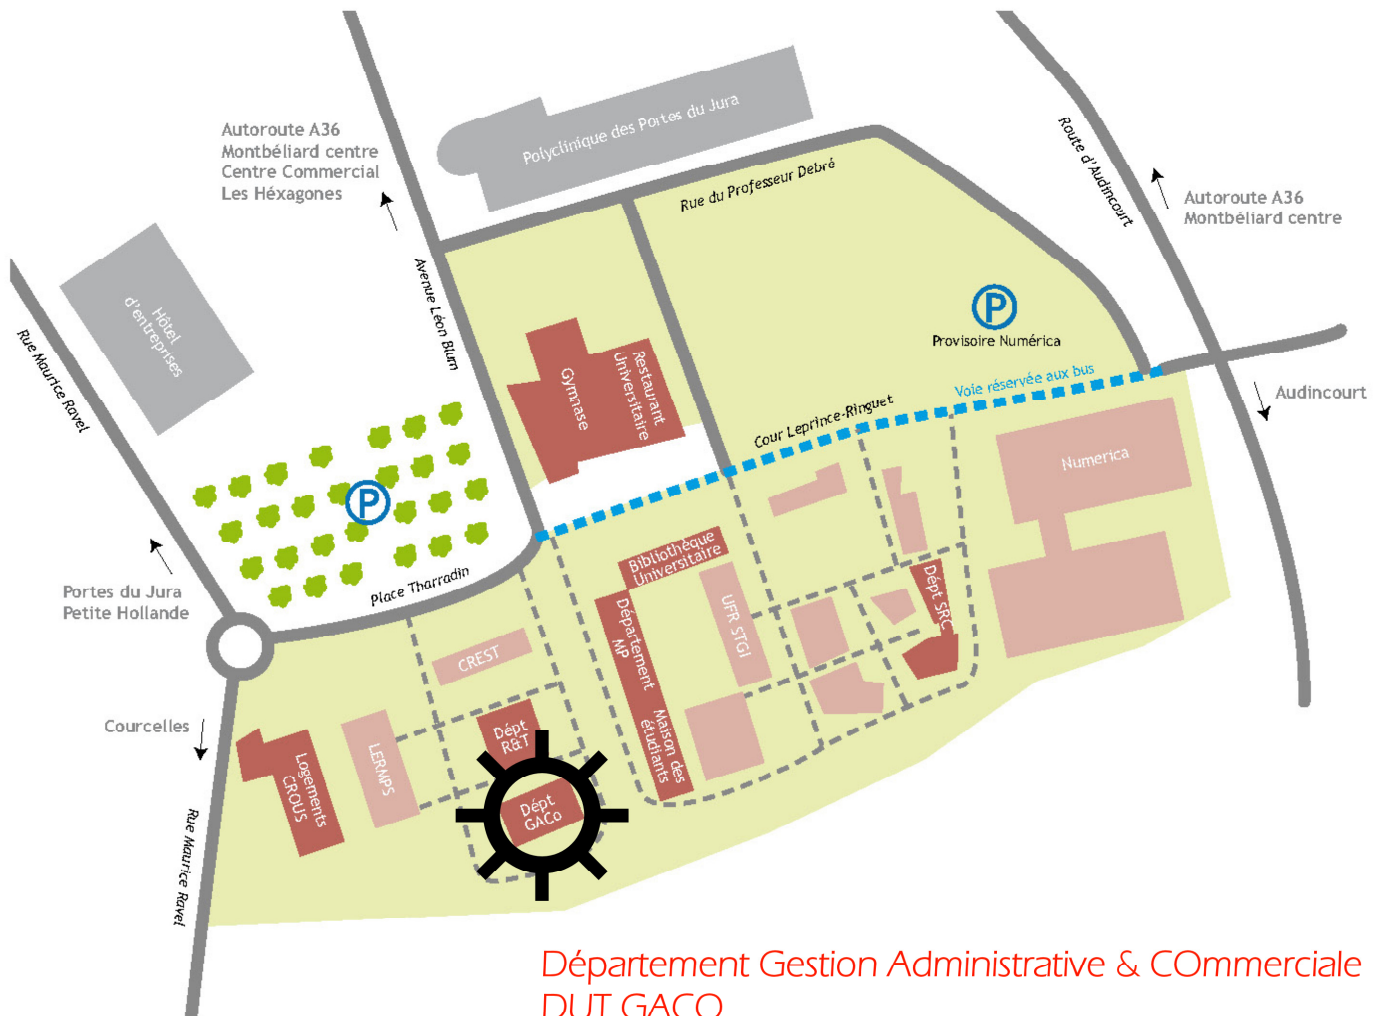 Autoroute A36
Montbéliard centre
Centre Commercial
Les Héxagones
Polyclinique des Portes du Jura
Rue du Professeur Debré
Route d'Audincourt
Autoroute A36
Montbéliard centre
Hôtel
d'entreprises
Rue Maurice Ravel
Avenue Léon Blum
P
Provisoire Numérica
Gymnase
Restaurant
Universitaire
Voie réservée aux bus
Cour Leprince-Ringuet
Audincourt
Numerica
P
Portes du Jura
Petite Hollande
Place Tharradin
Bibliothèque
Universitaire
Département
MP
UFR STGI
Dépt SRC
CREST
Maison des
étudiants
Courcelles
Logements
CROUS
LERMPS
Dépt
R&T
Dépt
GACo
Rue Maurice Ravel
Département Gestion Administrative & COmmerciale
DUT GACO